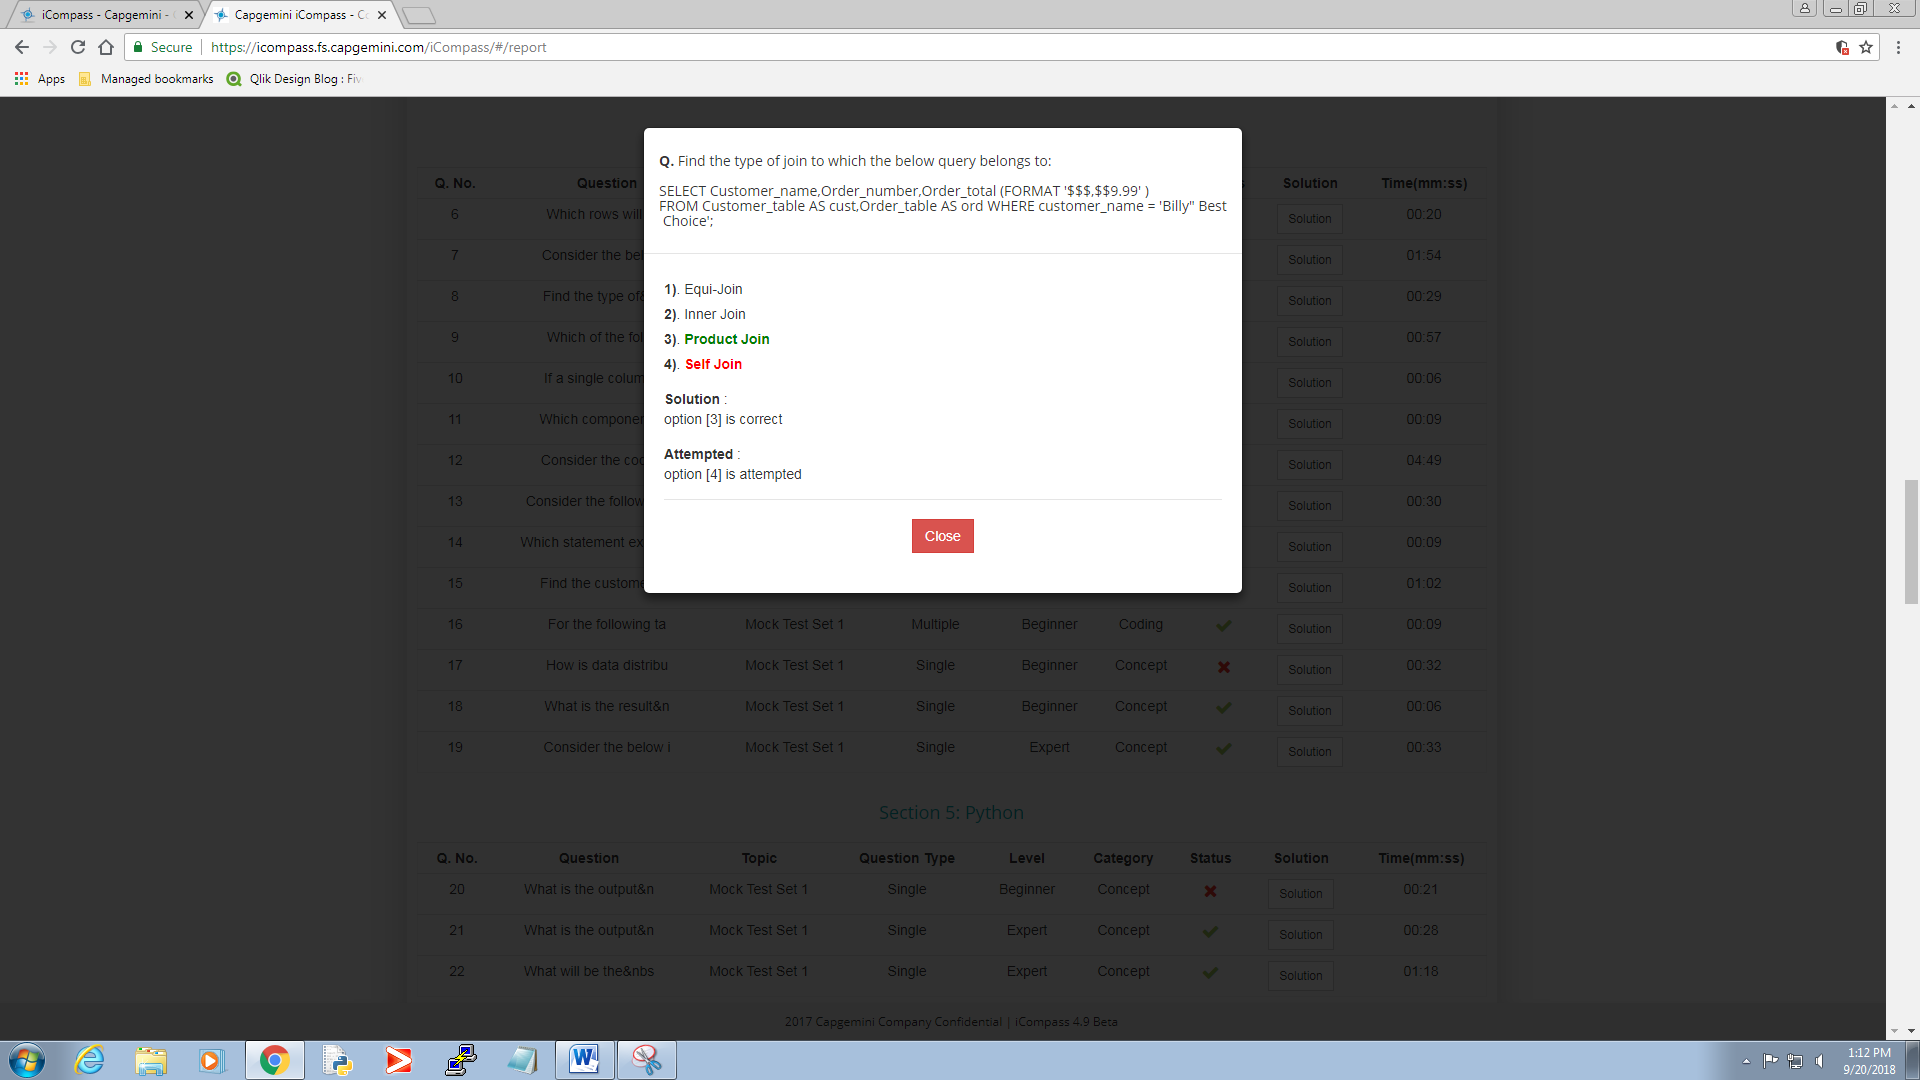 iCompass - Capgemini -
Capgemini iCompass - Co
Secure
https://icompass.fs.capgemini.com/iCompass/#/report
Apps
Managed bookmarks
Qlik Design Blog : Fiv
Q. Find the type of join to which the below query belongs to:
SELECT Customer_name,Order_number,Order_total (FORMAT '$$$,$$9.99' )
FROM Customer_table AS cust,Order_table AS ord WHERE customer_name = 'Billy" Best
Choice';
1). Equi-Join
2). Inner Join
3). Product Join
4). Self Join
Solution :
option [3] is correct
Attempted :
option [4] is attempted
Close
Q. No. Question Solution Time(mm:ss)
6 Which rows will Solution 00:20
7 Consider the bel Solution 01:54
8 Find the type of& Solution 00:29
9 Which of the fol Solution 00:57
10 If a single colum Solution 00:06
11 Which componen Solution 00:09
12 Consider the cod Solution 04:49
13 Consider the follow Solution 00:30
14 Which statement ex Solution 00:09
15 Find the custome Solution 01:02
16 For the following ta Mock Test Set 1 Multiple Beginner Coding Solution 00:09
17 How is data distribu Mock Test Set 1 Single Beginner Concept Solution 00:32
18 What is the result&n Mock Test Set 1 Single Beginner Concept Solution 00:06
19 Consider the below i Mock Test Set 1 Single Expert Concept Solution 00:33
Section 5: Python
Q. No. Question Topic Question Type Level Category Status Solution Time(mm:ss)
20 What is the output&n Mock Test Set 1 Single Beginner Concept Solution 00:21
21 What is the output&n Mock Test Set 1 Single Expert Concept Solution 00:28
22 What will be the&nbs Mock Test Set 1 Single Expert Concept Solution 01:18
2017 Capgemini Company Confidential | iCompass 4.9 Beta
1:12 PM
9/20/2018